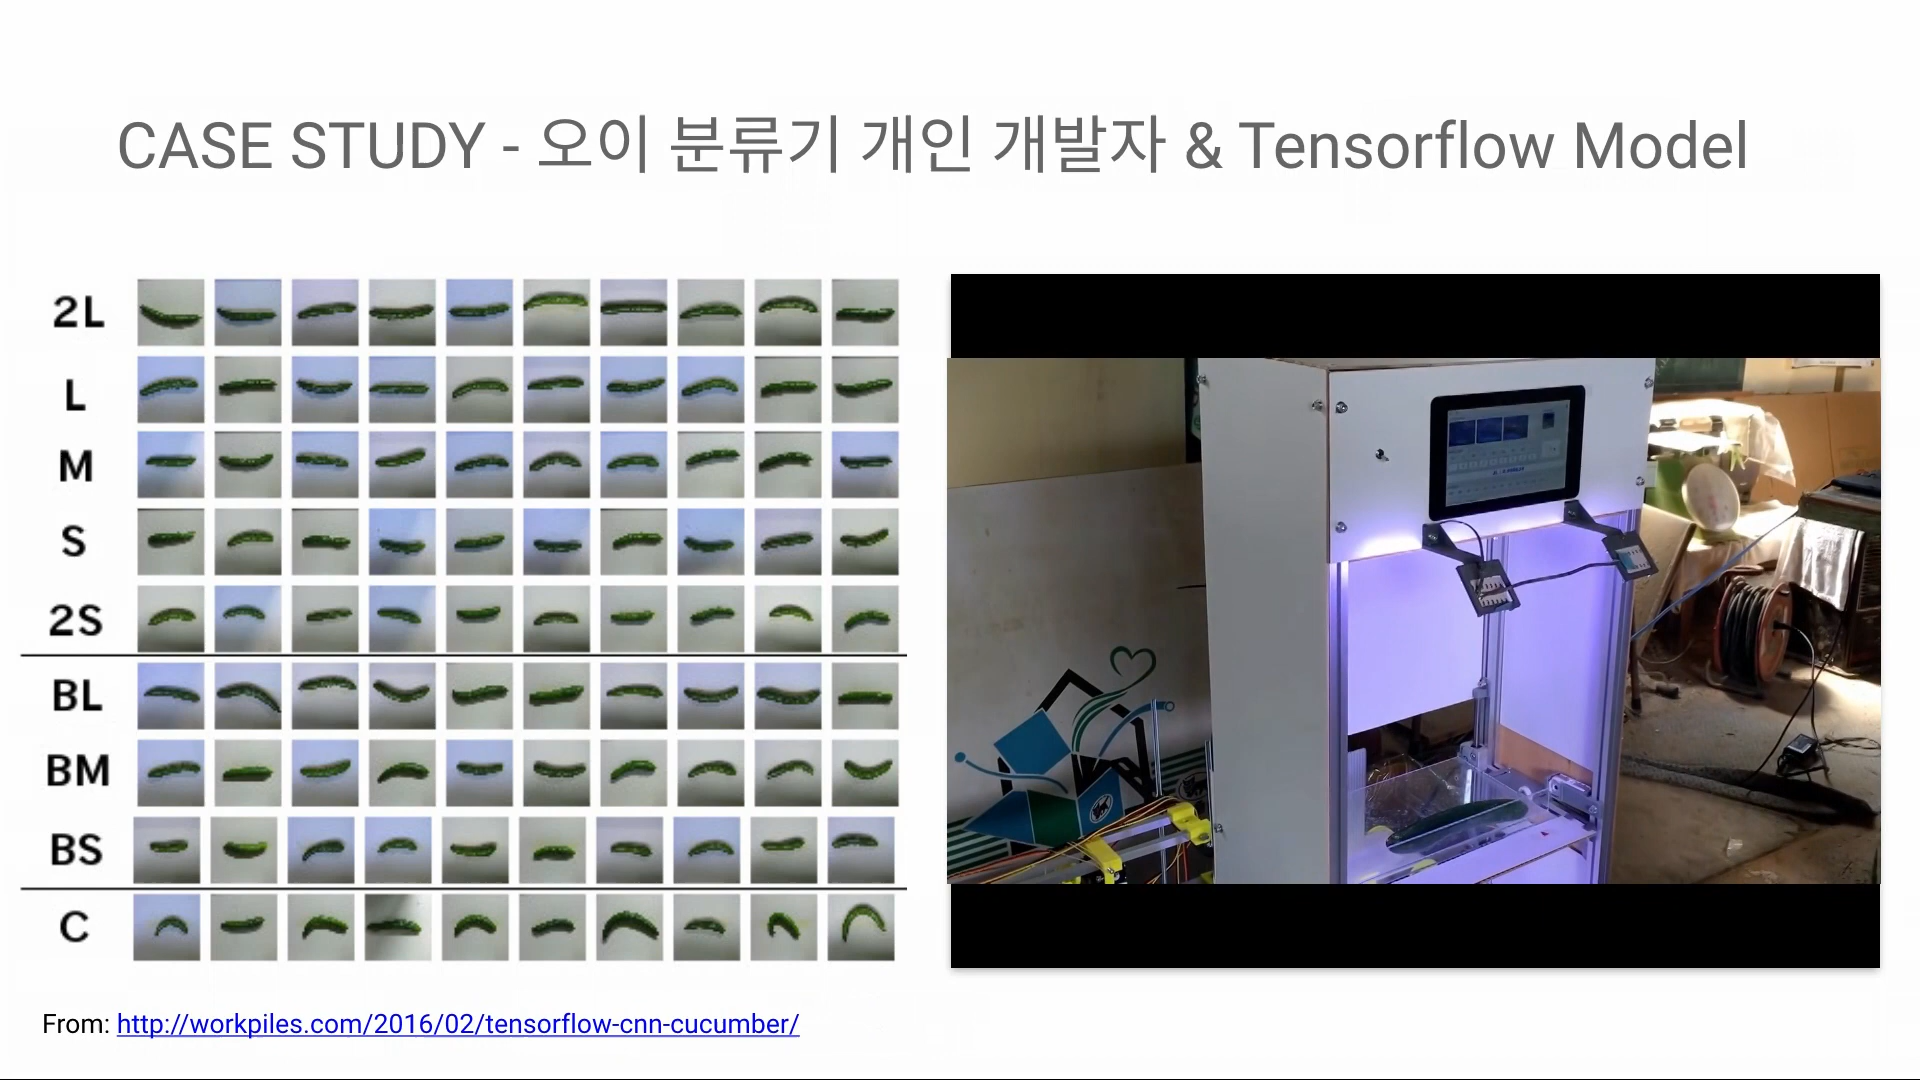 CASE STUDY - 오이 분류기 개인 개발자 & Tensorflow Model
2L
L
M
S
2S
BL
BM
BS
C
From: http://workpiles.com/2016/02/tensorflow-cnn-cucumber/